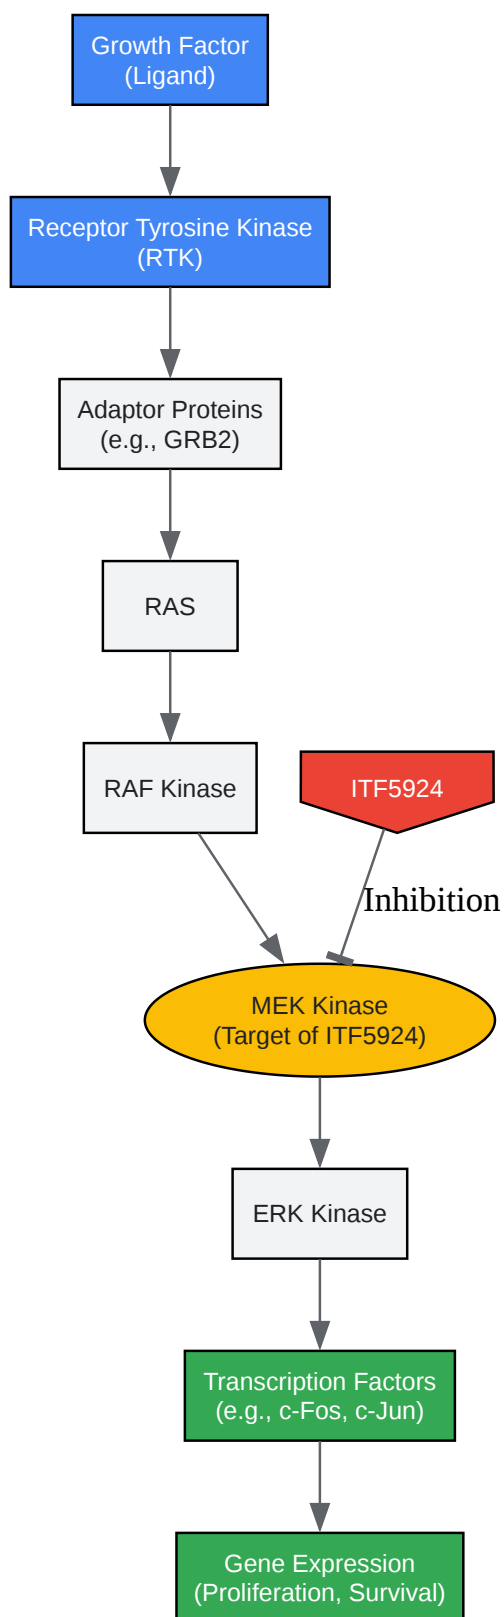 Growth Factor
(Ligand)
Receptor Tyrosine Kinase
(RTK)
Adaptor Proteins
(e.g., GRB2)
RAS
RAF Kinase
ITF5924
Inhibition
MEK Kinase
(Target of ITF5924)
ERK Kinase
Transcription Factors
(e.g., c-Fos, c-Jun)
Gene Expression
(Proliferation, Survival)